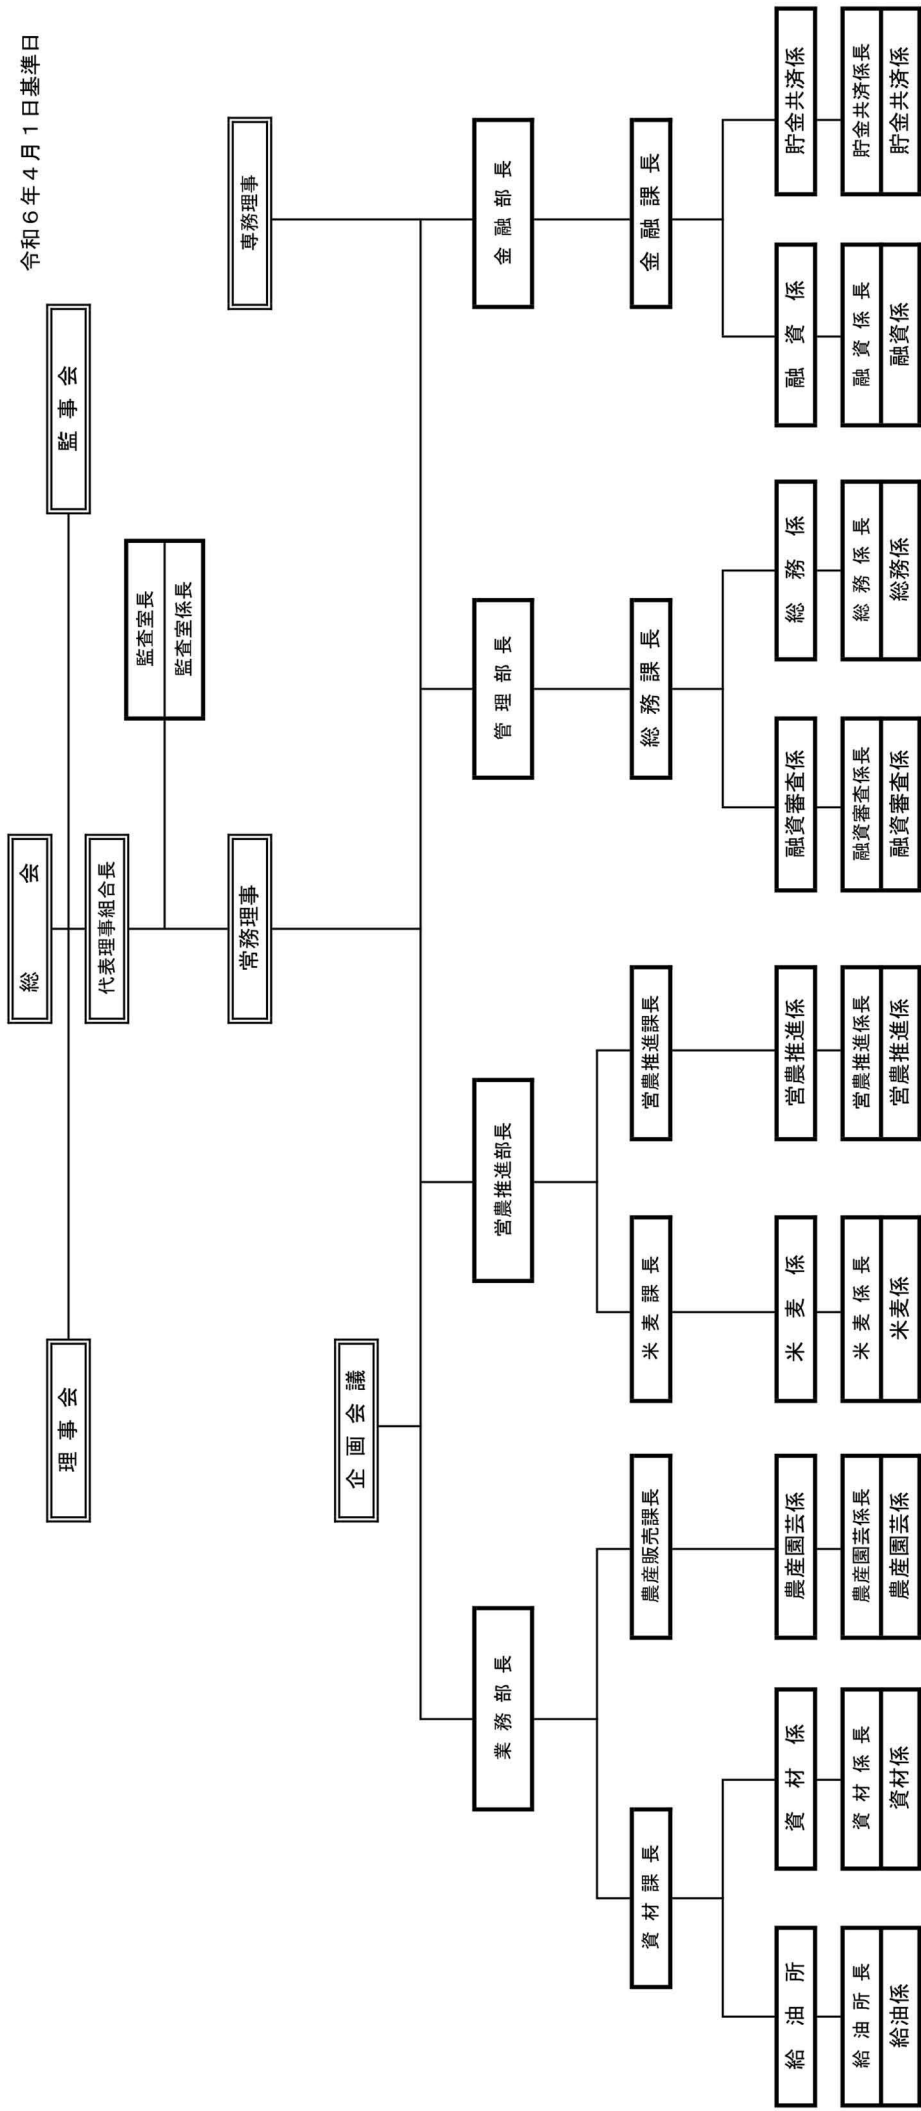 令和6年4月1日基準日
総会
理事会
監事会
代表理事組合長
監査室長
監査室係長
常務理事
専務理事
企画会議
業務部長
営農推進部長
管理部長
金融部長
資材課長
農産販売課長
米麦課長
営農推進課長
総務課長
金融課長
給油所
資材係
農産園芸係
米麦係
営農推進係
融資審査係
総務係
融資係
貯金共済係
給油所長
資材係長
農産園芸係長
米麦係長
営農推進係長
融資審査係長
総務係長
融資係長
貯金共済係長
給油係
資材係
農産園芸係
米麦係
営農推進係
融資審査係
総務係
融資係
貯金共済係